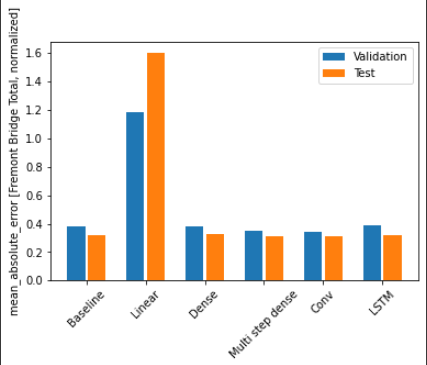 mean_absolute_error [Fremont Bridge Total, normalized]
1.6
1.4
1.2
1.0
0.8
0.6
0.4
0.2
0.0
Validation
Test
Baseline
Linear
Dense
Multi step dense
Conv
LSTM